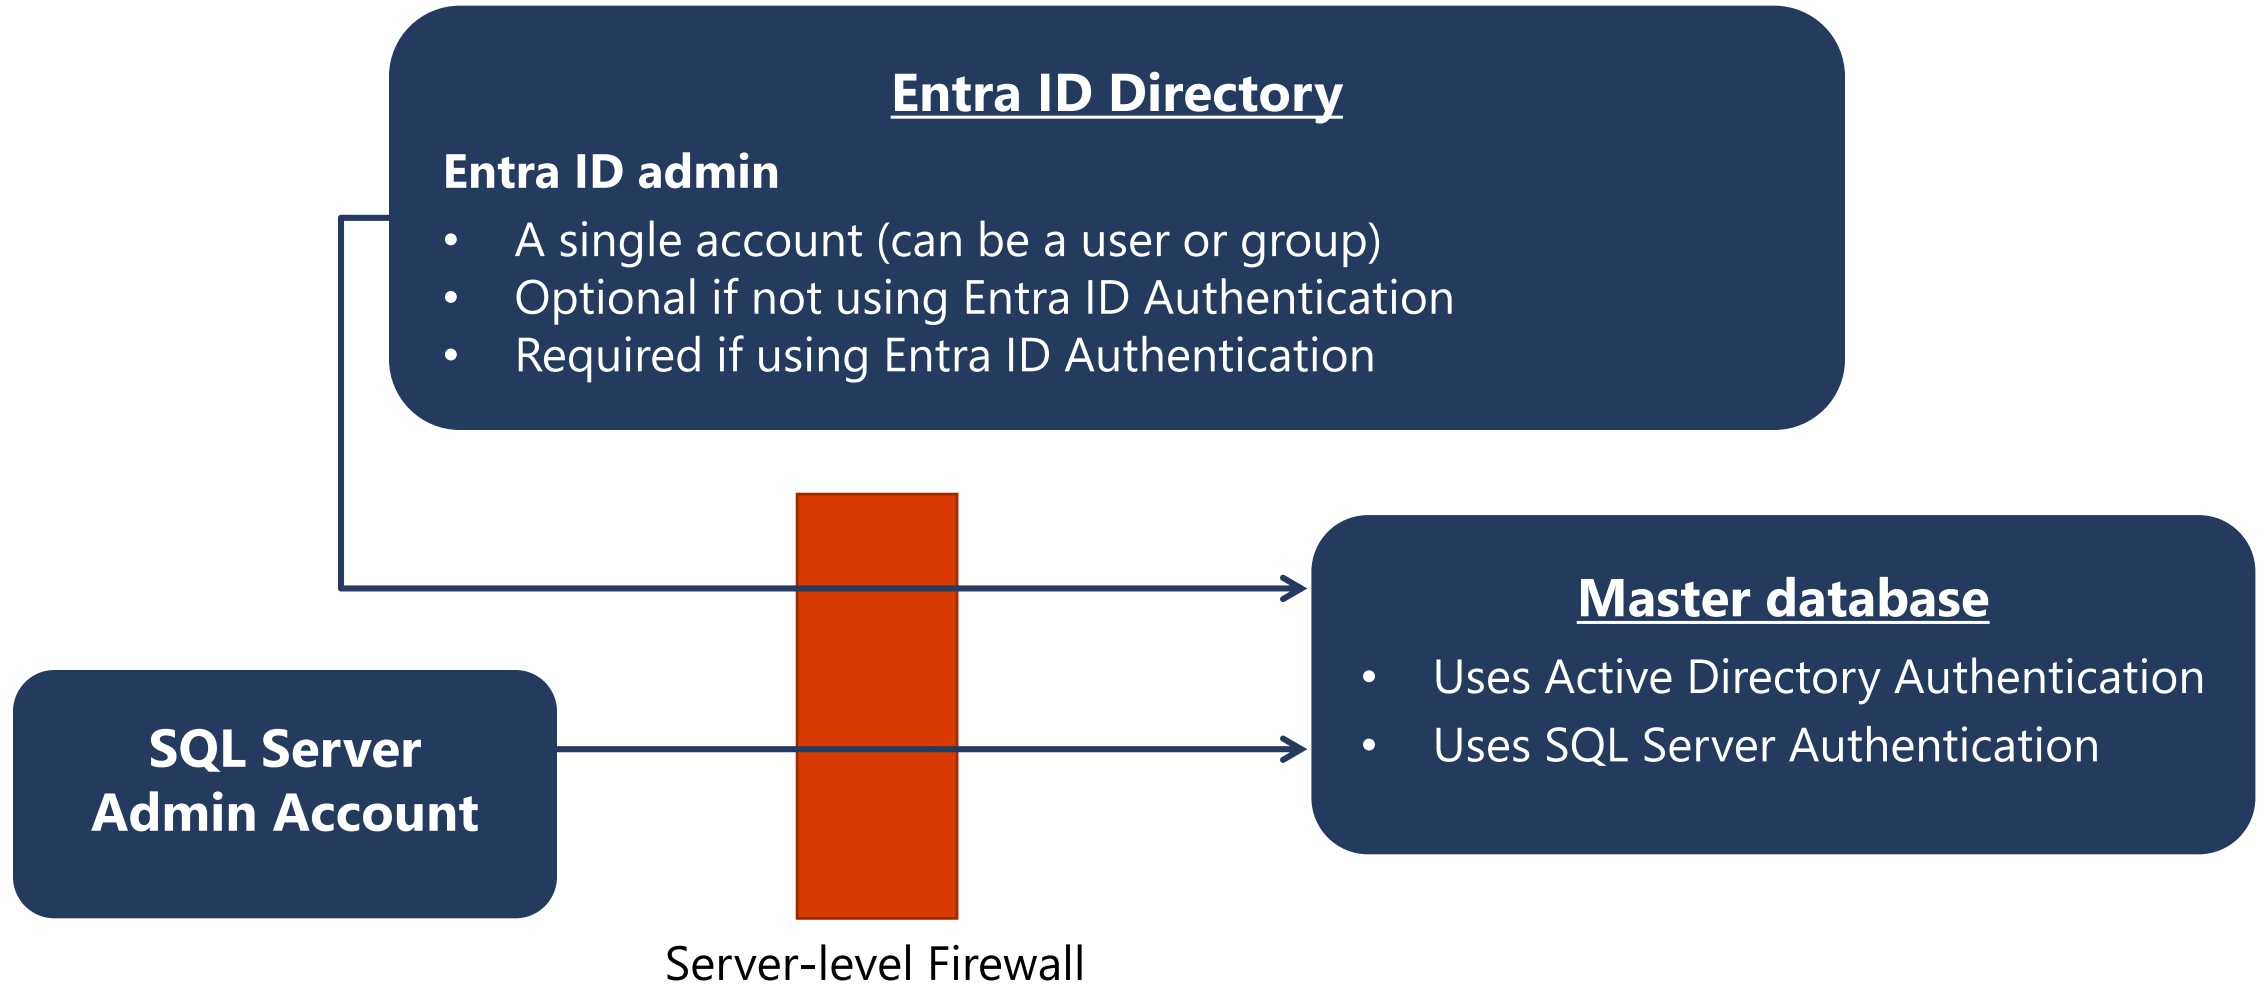 Entra ID Directory
Entra ID admin
• A single account (can be a user or group)
• Optional if not using Entra ID Authentication
• Required if using Entra ID Authentication
Master database
• Uses Active Directory Authentication
• Uses SQL Server Authentication
SQL Server
Admin Account
Server-level Firewall